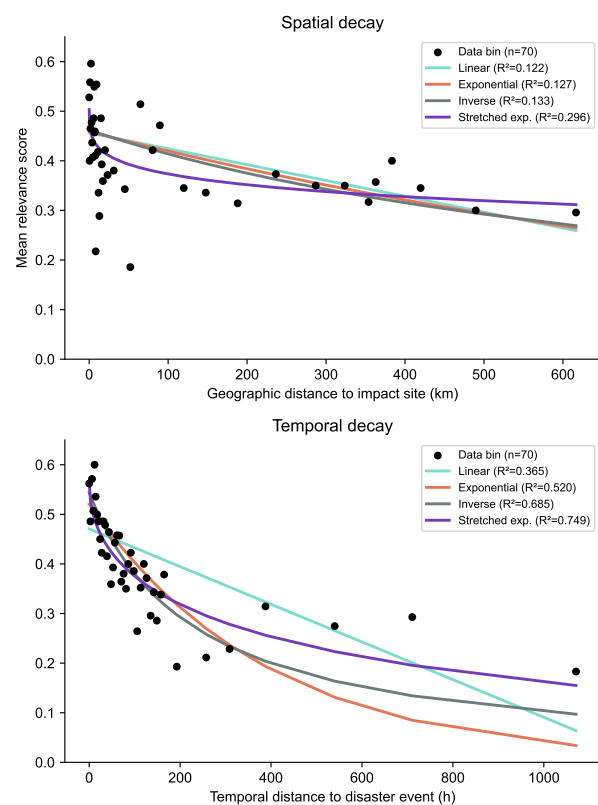 Spatial decay
0.6
0.5
0.4
0.3
0.2
0.1
0.0
Mean relevance score
Data bin (n=70)
Linear (R²=0.122)
Exponential (R²=0.127)
Inverse (R²=0.133)
Stretched exp. (R²=0.296)
0 100 200 300 400 500 600
Geographic distance to impact site (km)
Temporal decay
0.6
0.5
0.4
0.3
0.2
0.1
0.0
Data bin (n=70)
Linear (R²=0.365)
Exponential (R²=0.520)
Inverse (R²=0.685)
Stretched exp. (R²=0.749)
0 200 400 600 800 1000
Temporal distance to disaster event (h)